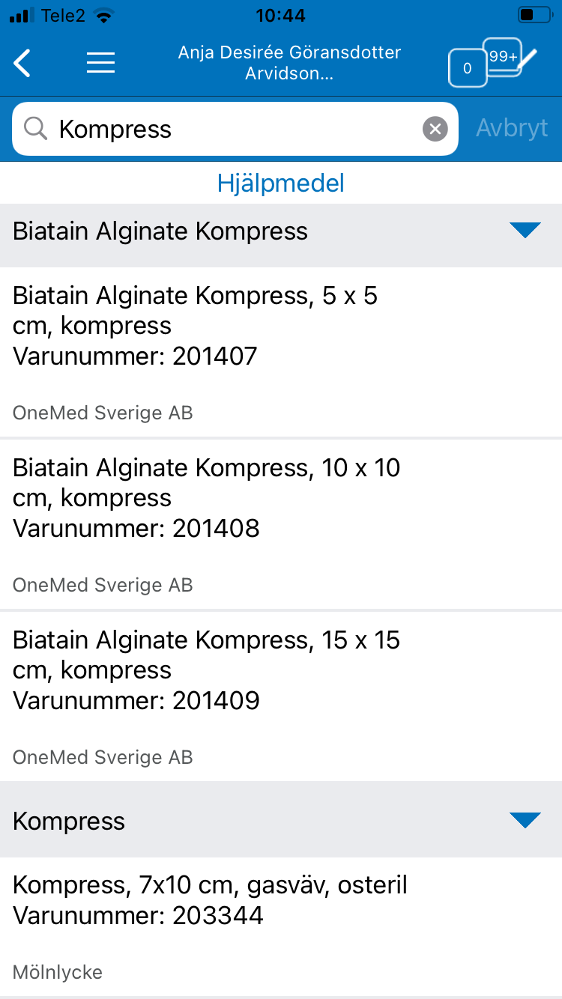 Tele2
10:44
Anja Desirée Göransdotter
Arvidson...
0
99+
Kompress
Avbryt
Hjälpmedel
Biatain Alginate Kompress
Biatain Alginate Kompress, 5 x 5
cm, kompress
Varunummer: 201407
OneMed Sverige AB
Biatain Alginate Kompress, 10 x 10
cm, kompress
Varunummer: 201408
OneMed Sverige AB
Biatain Alginate Kompress, 15 x 15
cm, kompress
Varunummer: 201409
OneMed Sverige AB
Kompress
Kompress, 7x10 cm, gasväv, osteril
Varunummer: 203344
Mölnlycke